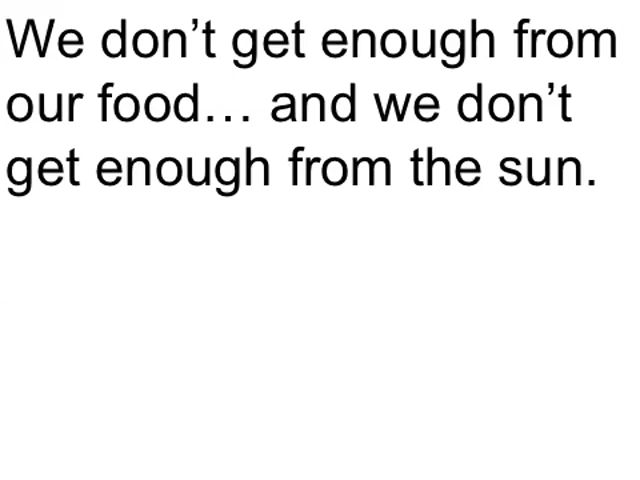 We don’t get enough from
our food… and we don’t
get enough from the sun.